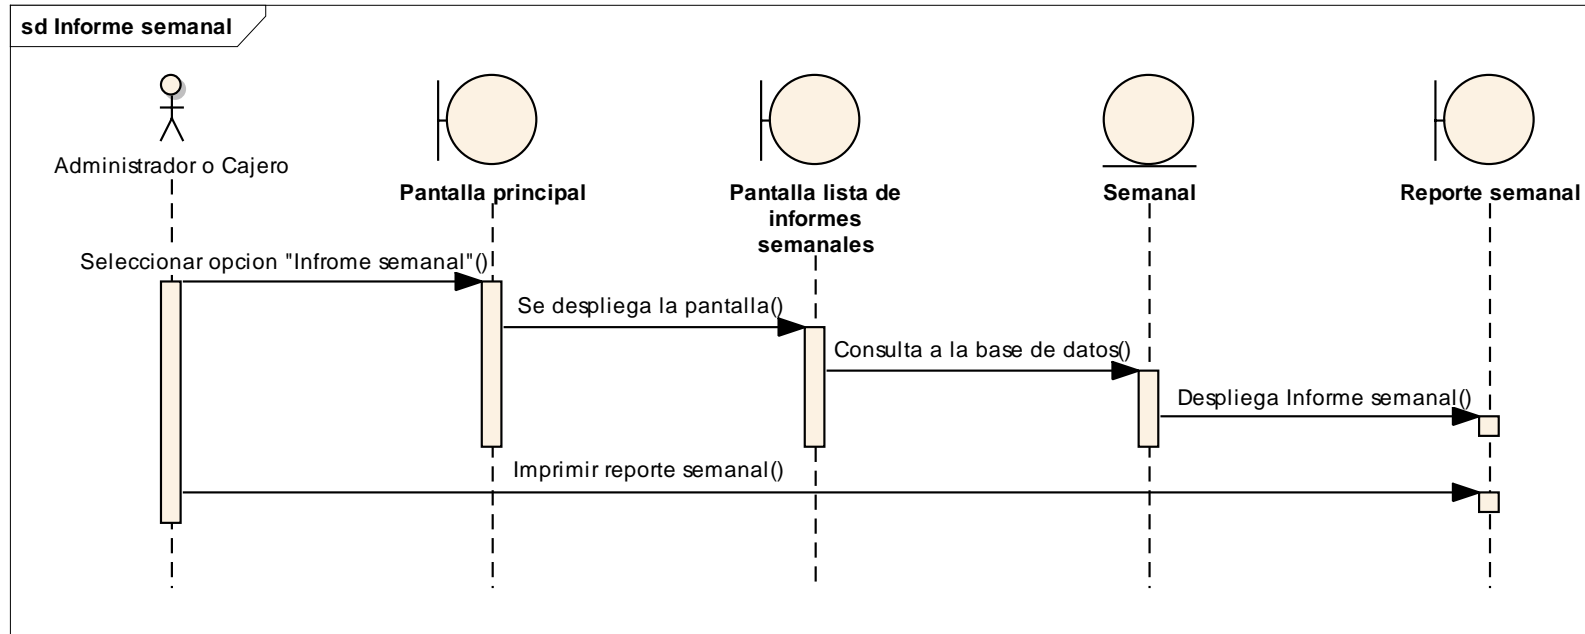 sd Informe semanal
Administrador o Cajero
Pantalla principal
Pantalla lista de
informes
semanales
Semanal
Reporte semanal
Seleccionar opcion "Infrome semanal"()
Se despliega la pantalla()
Consulta a la base de datos()
Despliega Informe semanal()
Imprimir reporte semanal()